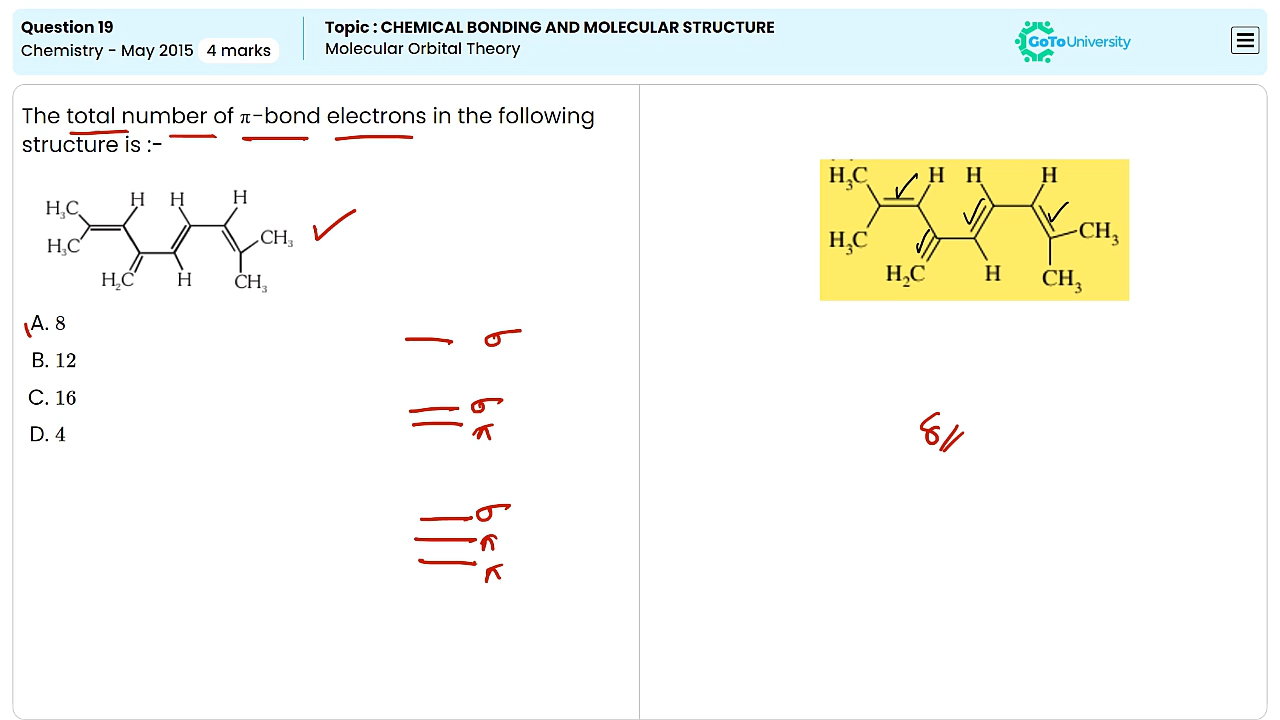 Question 19
Chemistry - May 2015 4 marks
Topic : CHEMICAL BONDING AND MOLECULAR STRUCTURE
Molecular Orbital Theory
GoToUniversity
The total number of π-bond electrons in the following
structure is :-
H₃C H H H
H₃C CH₃
H₂C H CH₃
A. 8
B. 12
C. 16
D. 4
σ
σ
π
σ
π
π
H₃C H H H
H₃C CH₃
H₂C H CH₃
8